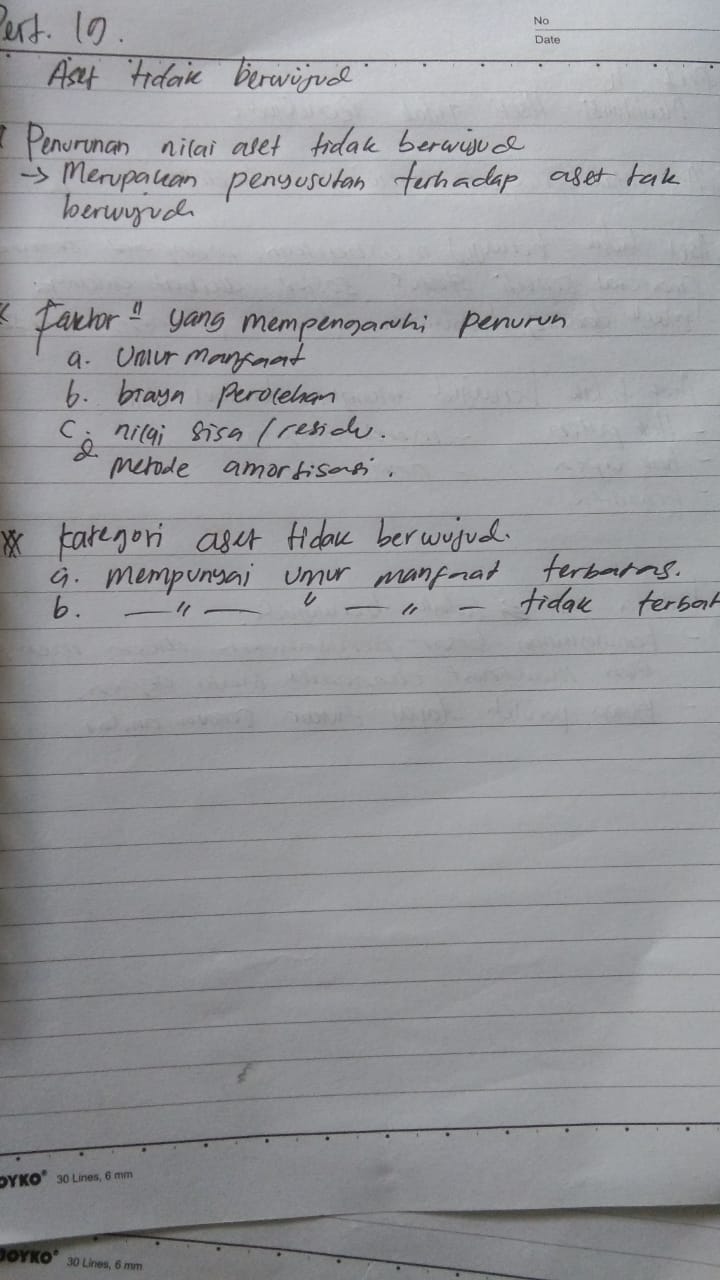 Pert. 10.
No
Date
Aset tidak berwujud
Penurunan nilai aset tidak berwujud
→ Merupakan penyusutan terhadap aset tak
berwujud
Faktor " yang mempengaruhi penurun
a. Umur manfaat
b. biaya perolehan
c. nilai sisa / residu.
d metode amortisasi.
** kategori aset tidak berwujud.
a. mempunyai umur manfaat terbatas.
b. — " — " — " — tidak terbat
OYKO® 30 Lines, 6 mm
JOYKO® 30 Lines, 6 mm